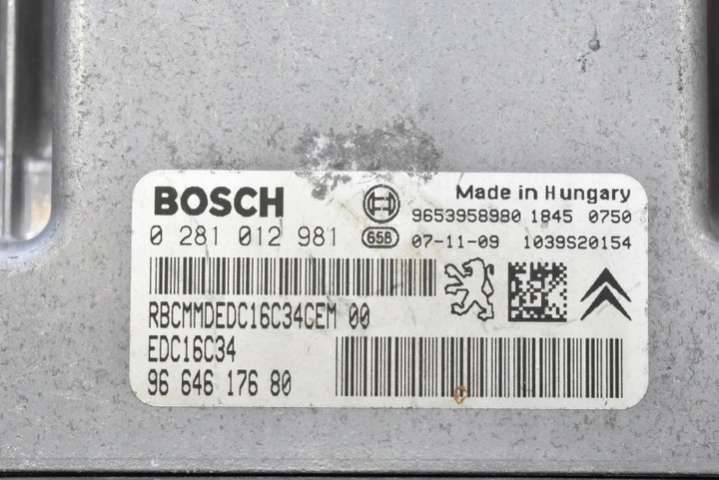 BOSCH
Made in Hungary
9653958980 1845 0750
0 281 012 981
658
07-11-09 1039S20154
RBCMMDEDC16C34GEM 00
EDC16C34
96 646 176 80